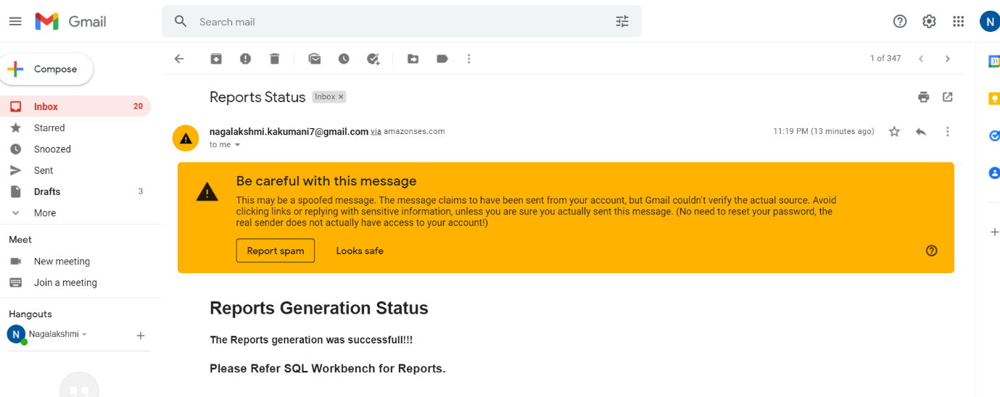 Gmail
Search mail
N
Compose
1 of 347
31
Inbox 20
Starred
Snoozed
Sent
Drafts 3
More
Meet
New meeting
Join a meeting
Hangouts
N Nagalakshmi
Reports Status Inbox ×
nagalakshmi.kakumani7@gmail.com via amazonses.com 11:19 PM (13 minutes ago)
to me
Be careful with this message
This may be a spoofed message. The message claims to have been sent from your account, but Gmail couldn't verify the actual source. Avoid
clicking links or replying with sensitive information, unless you are sure you actually sent this message. (No need to reset your password, the
real sender does not actually have access to your account!)
Report spam Looks safe
Reports Generation Status
The Reports generation was successfull!!!
Please Refer SQL Workbench for Reports.